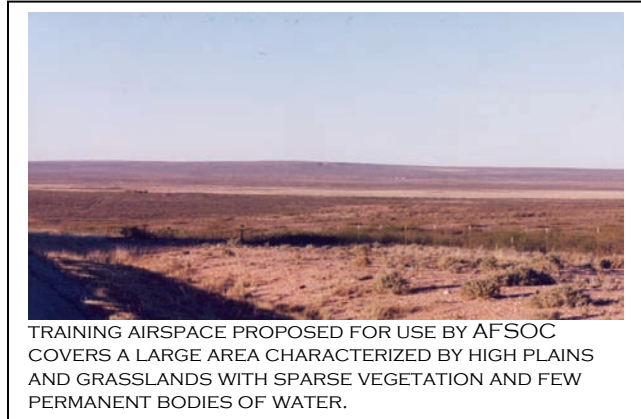 TRAINING AIRSPACE PROPOSED FOR USE BY AFSOC
COVERS A LARGE AREA CHARACTERIZED BY HIGH PLAINS
AND GRASSLANDS WITH SPARSE VEGETATION AND FEW
PERMANENT BODIES OF WATER.